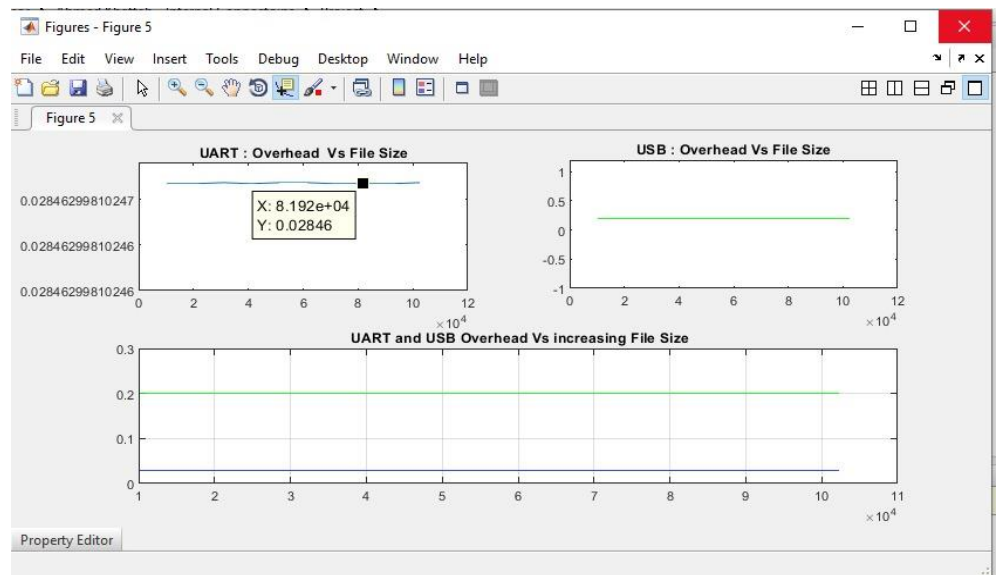 Figures - Figure 5
File Edit View Insert Tools Debug Desktop Window Help
Figure 5
UART : Overhead Vs File Size
0.02846299810247
0.02846299810246
0.02846299810246
X: 8.192e+04
Y: 0.02846
0 2 4 6 8 10 12
×10^4
USB : Overhead Vs File Size
1
0.5
0
-0.5
-1
0 2 4 6 8 10 12
×10^4
UART and USB Overhead Vs increasing File Size
0.3
0.2
0.1
0
1 2 3 4 5 6 7 8 9 10 11
×10^4
Property Editor